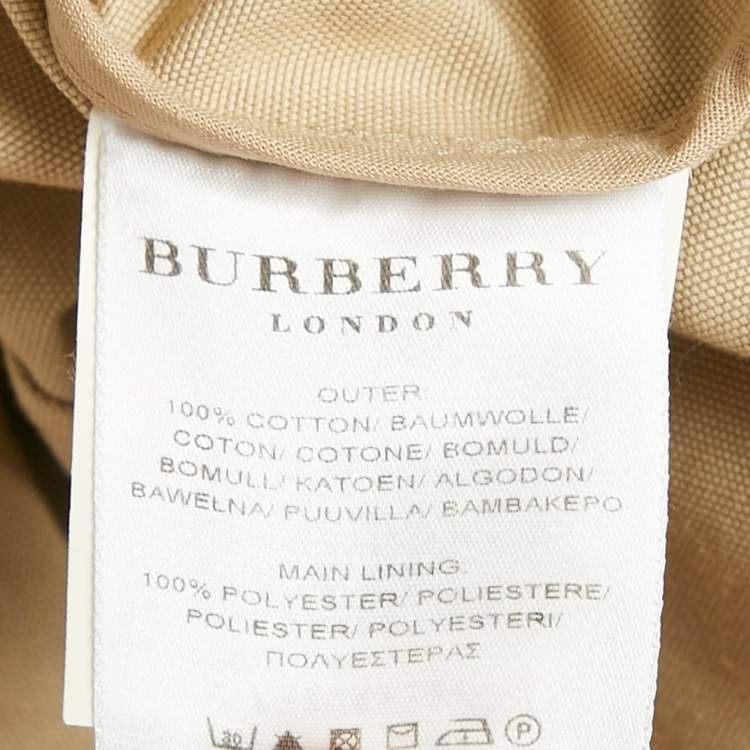 BURBERRY
LONDON
OUTER:
100% COTTON/ BAUMWOLLE/
COTON/ COTONE/ BOMULD/
BOMULL/ KATOEN/ ALGODON/
BAWEŁNA/ PUUVILLA/ ΒΑΜΒΑΚΕΡΟ
MAIN LINING:
100% POLYESTER/ POLIESTERE/
POLIESTER/ POLYESTERI/
ΠΟΛΥΕΣΤΕΡΑΣ
30 P